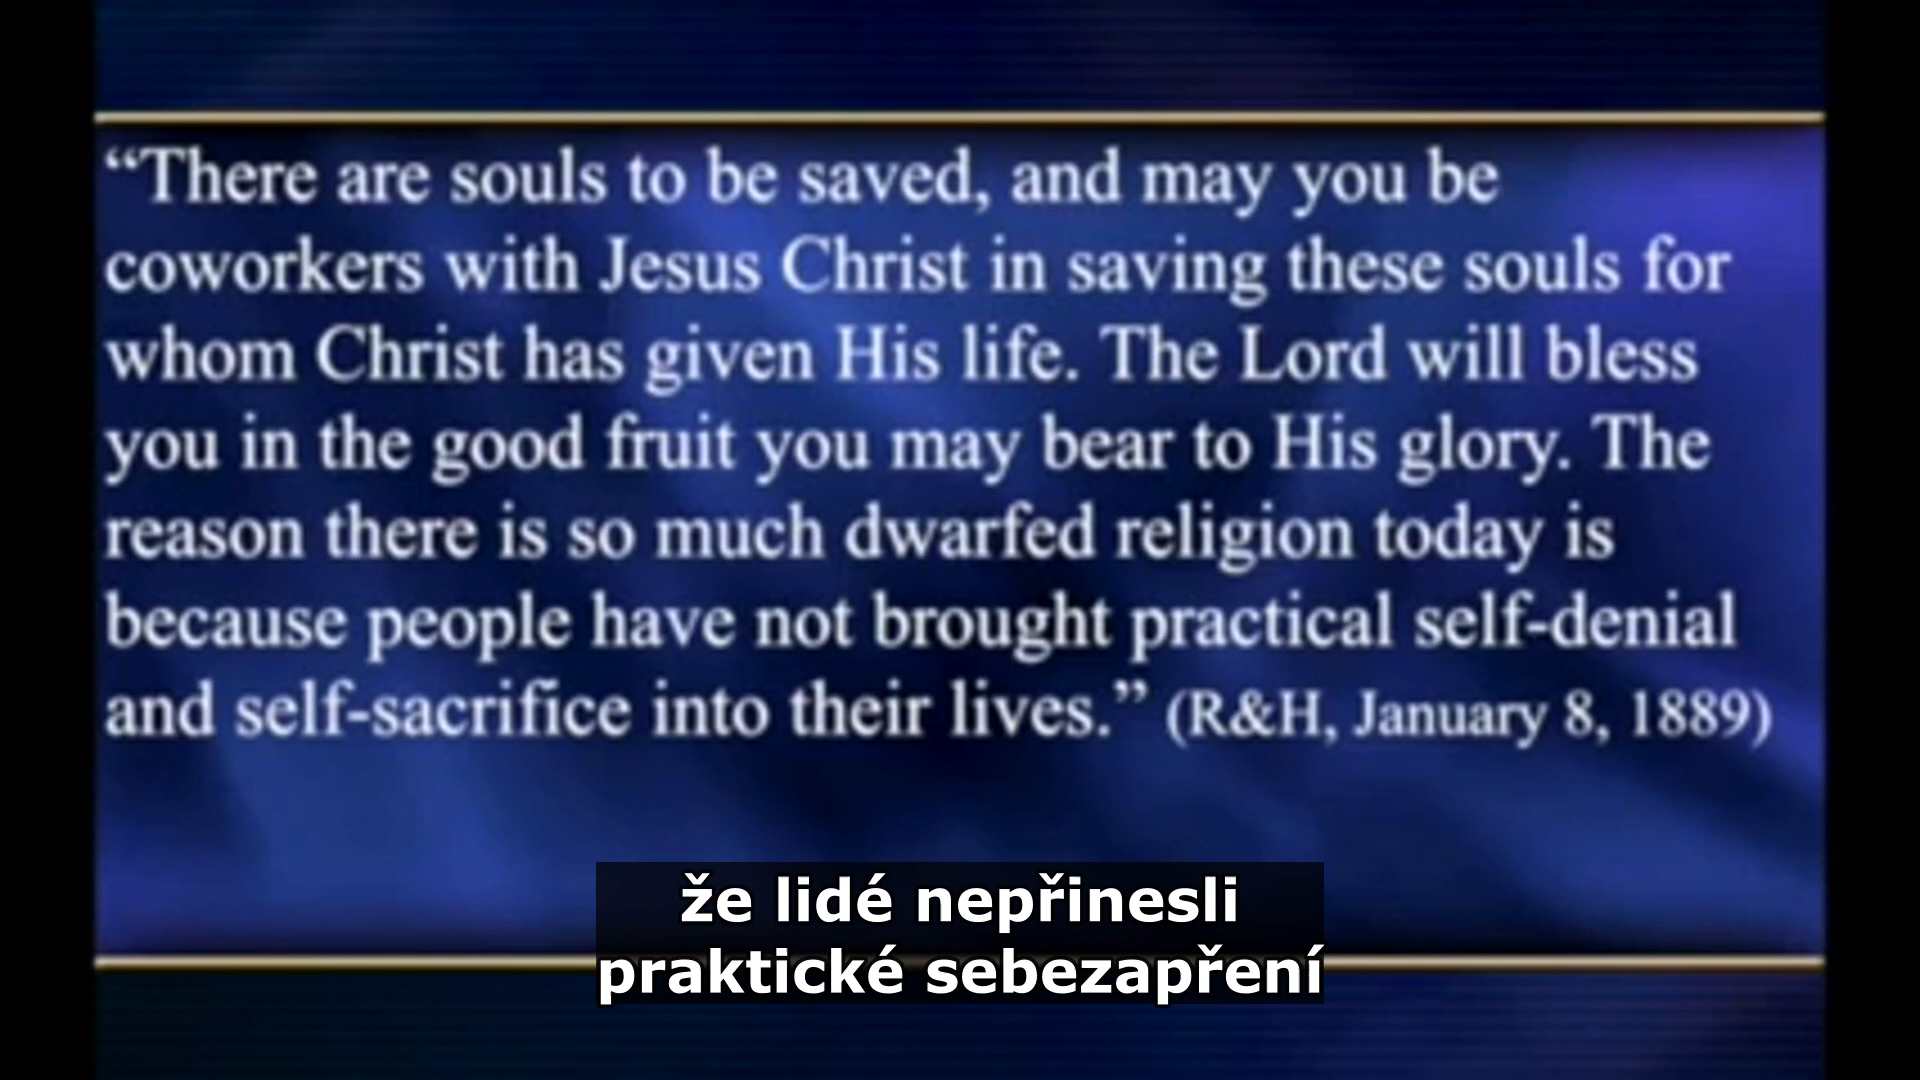 “There are souls to be saved, and may you be
coworkers with Jesus Christ in saving these souls for
whom Christ has given His life. The Lord will bless
you in the good fruit you may bear to His glory. The
reason there is so much dwarfed religion today is
because people have not brought practical self-denial
and self-sacrifice into their lives.” (R&H, January 8, 1889)
že lidé nepřinesli
praktické sebezapření